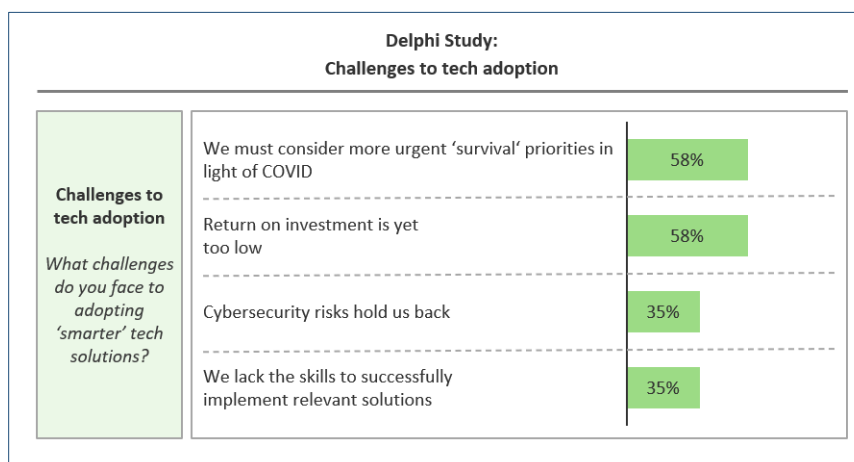 Delphi Study:
Challenges to tech adoption
Challenges to
tech adoption
What challenges
do you face to
adopting
‘smarter’ tech
solutions?
We must consider more urgent ‘survival‘ priorities in
light of COVID
58%
Return on investment is yet
too low
58%
Cybersecurity risks hold us back
35%
We lack the skills to successfully
implement relevant solutions
35%